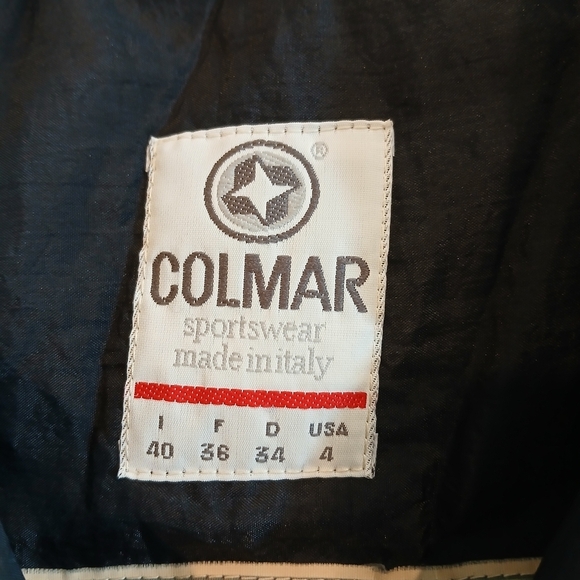 ®
COLMAR
sportswear
made in italy
I F D USA
40 36 34 4